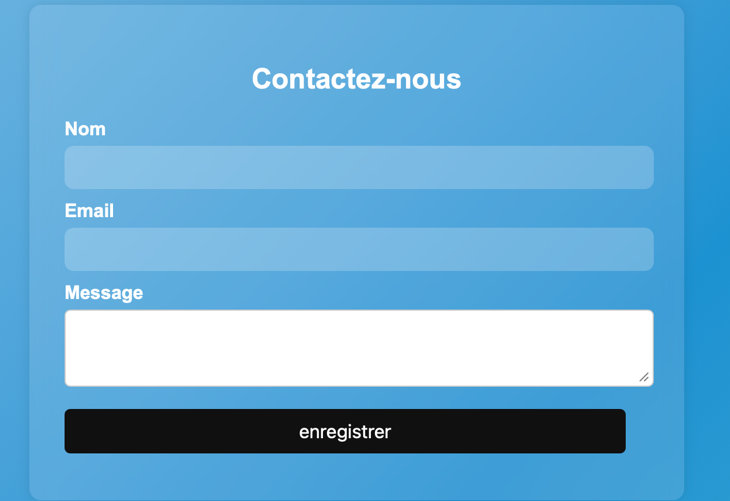 Contactez-nous
Nom
Email
Message
enregistrer